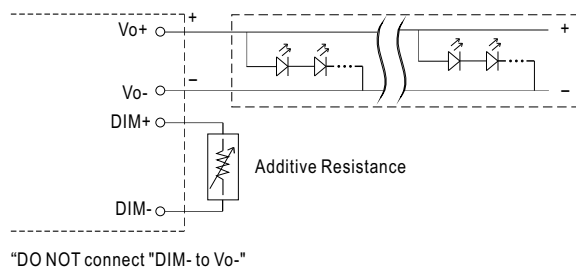 Vo+
+
+
Vo-
−
−
DIM+
Additive Resistance
DIM-
“DO NOT connect "DIM- to Vo-"